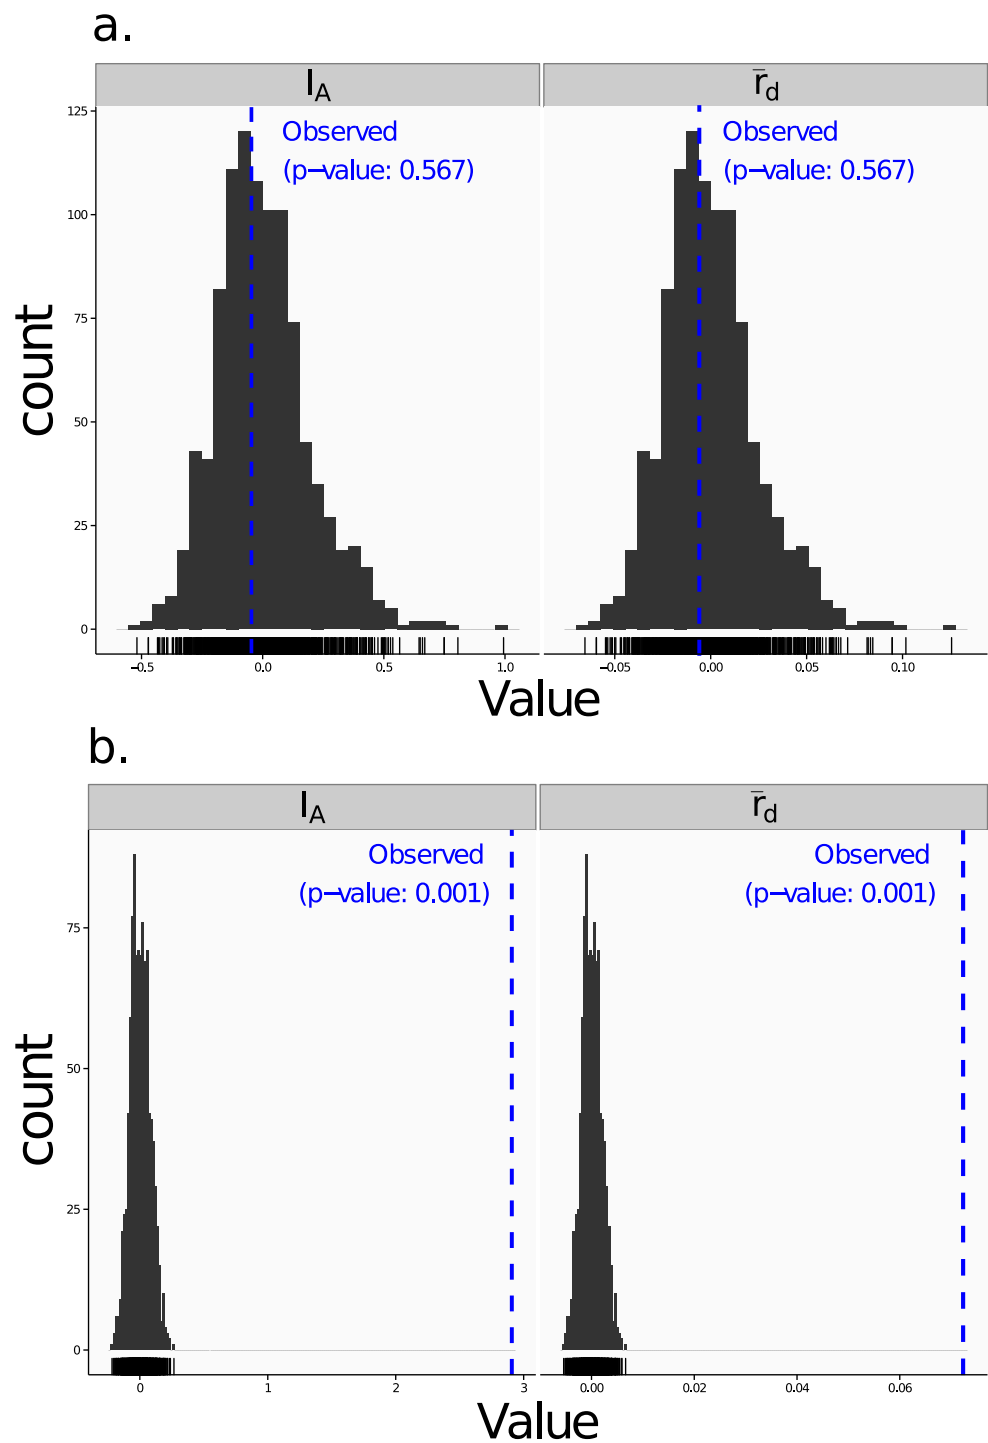 a.
I_A
r̄_d
125
100
75
50
25
0
count
Observed
(p−value: 0.567)
Observed
(p−value: 0.567)
−0.5 0.0 0.5 1.0
−0.05 0.00 0.05 0.10
Value
b.
I_A
r̄_d
75
50
25
0
count
Observed
(p−value: 0.001)
Observed
(p−value: 0.001)
0 1 2 3
0.00 0.02 0.04 0.06
Value